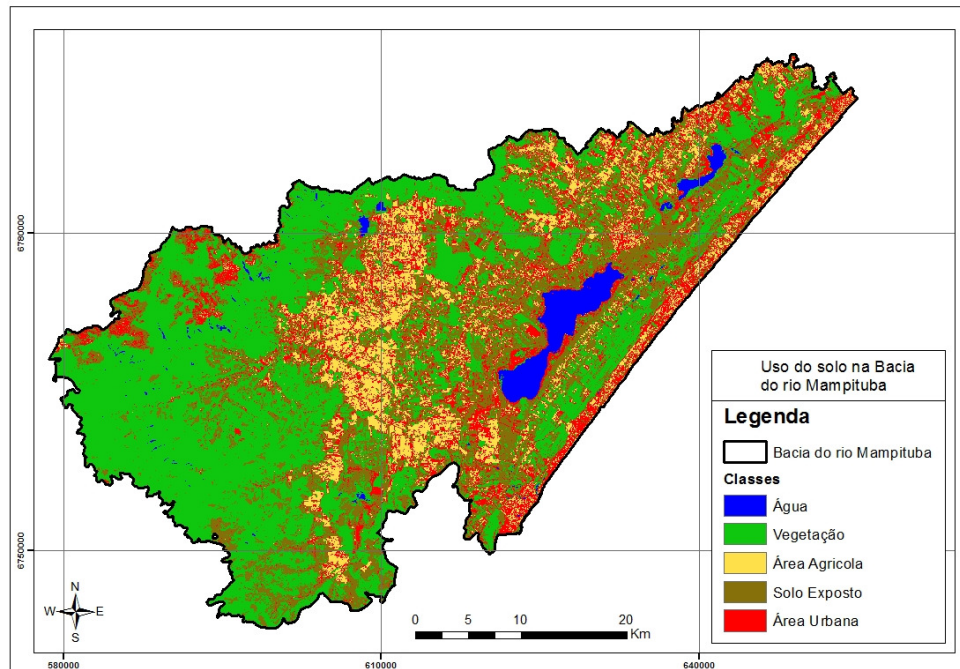 6780000
6750000
580000
610000
640000
N
W
E
S
0
5
10
20
Km
Uso do solo na Bacia
do rio Mampituba
Legenda
Bacia do rio Mampituba
Classes
Água
Vegetação
Área Agricola
Solo Exposto
Área Urbana